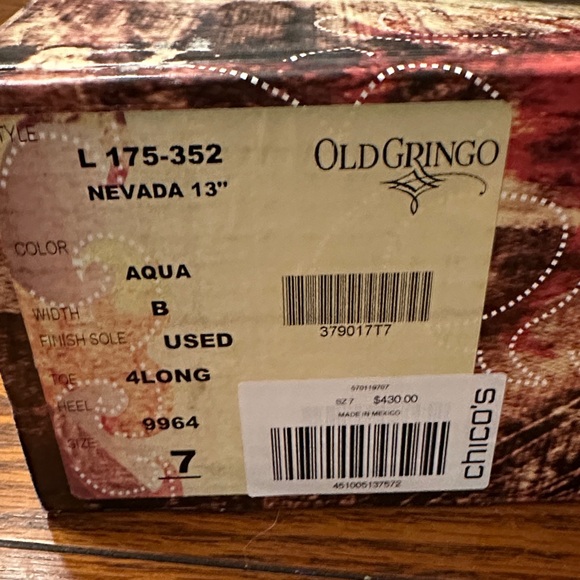 TYLE
L 175-352
OLD GRINGO
NEVADA 13”
COLOR
AQUA
WIDTH
B
379017T7
FINISH SOLE
USED
TOE
4LONG
570119707
SZ 7 $430.00
MADE IN MEXICO
HEEL
9964
SIZE
7
451005137572
chico's